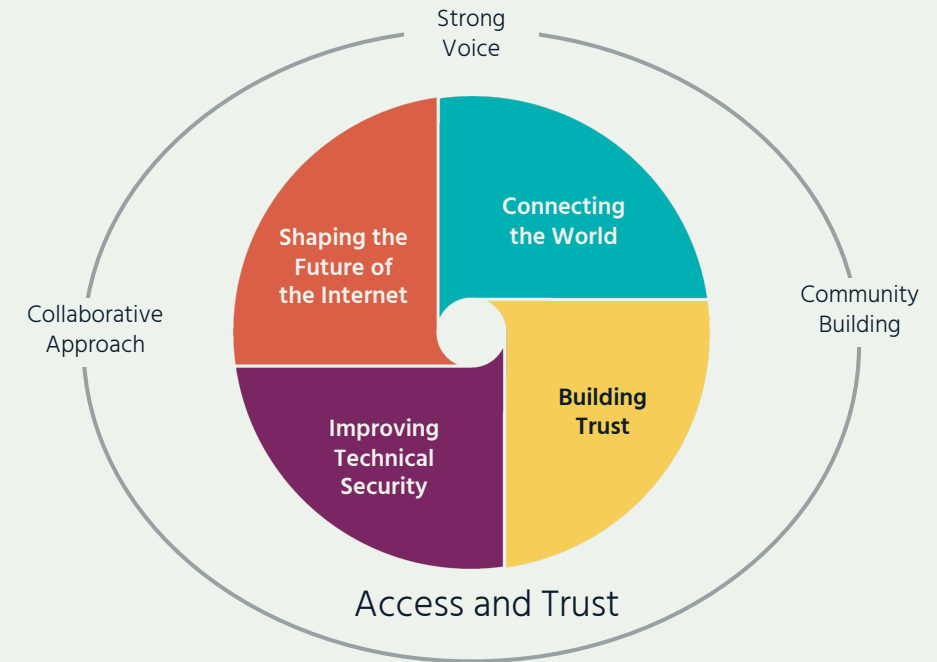 Strong
Voice
Connecting
the World
Shaping the
Future of
the Internet
Community
Building
Collaborative
Approach
Building
Trust
Improving
Technical
Security
Access and Trust